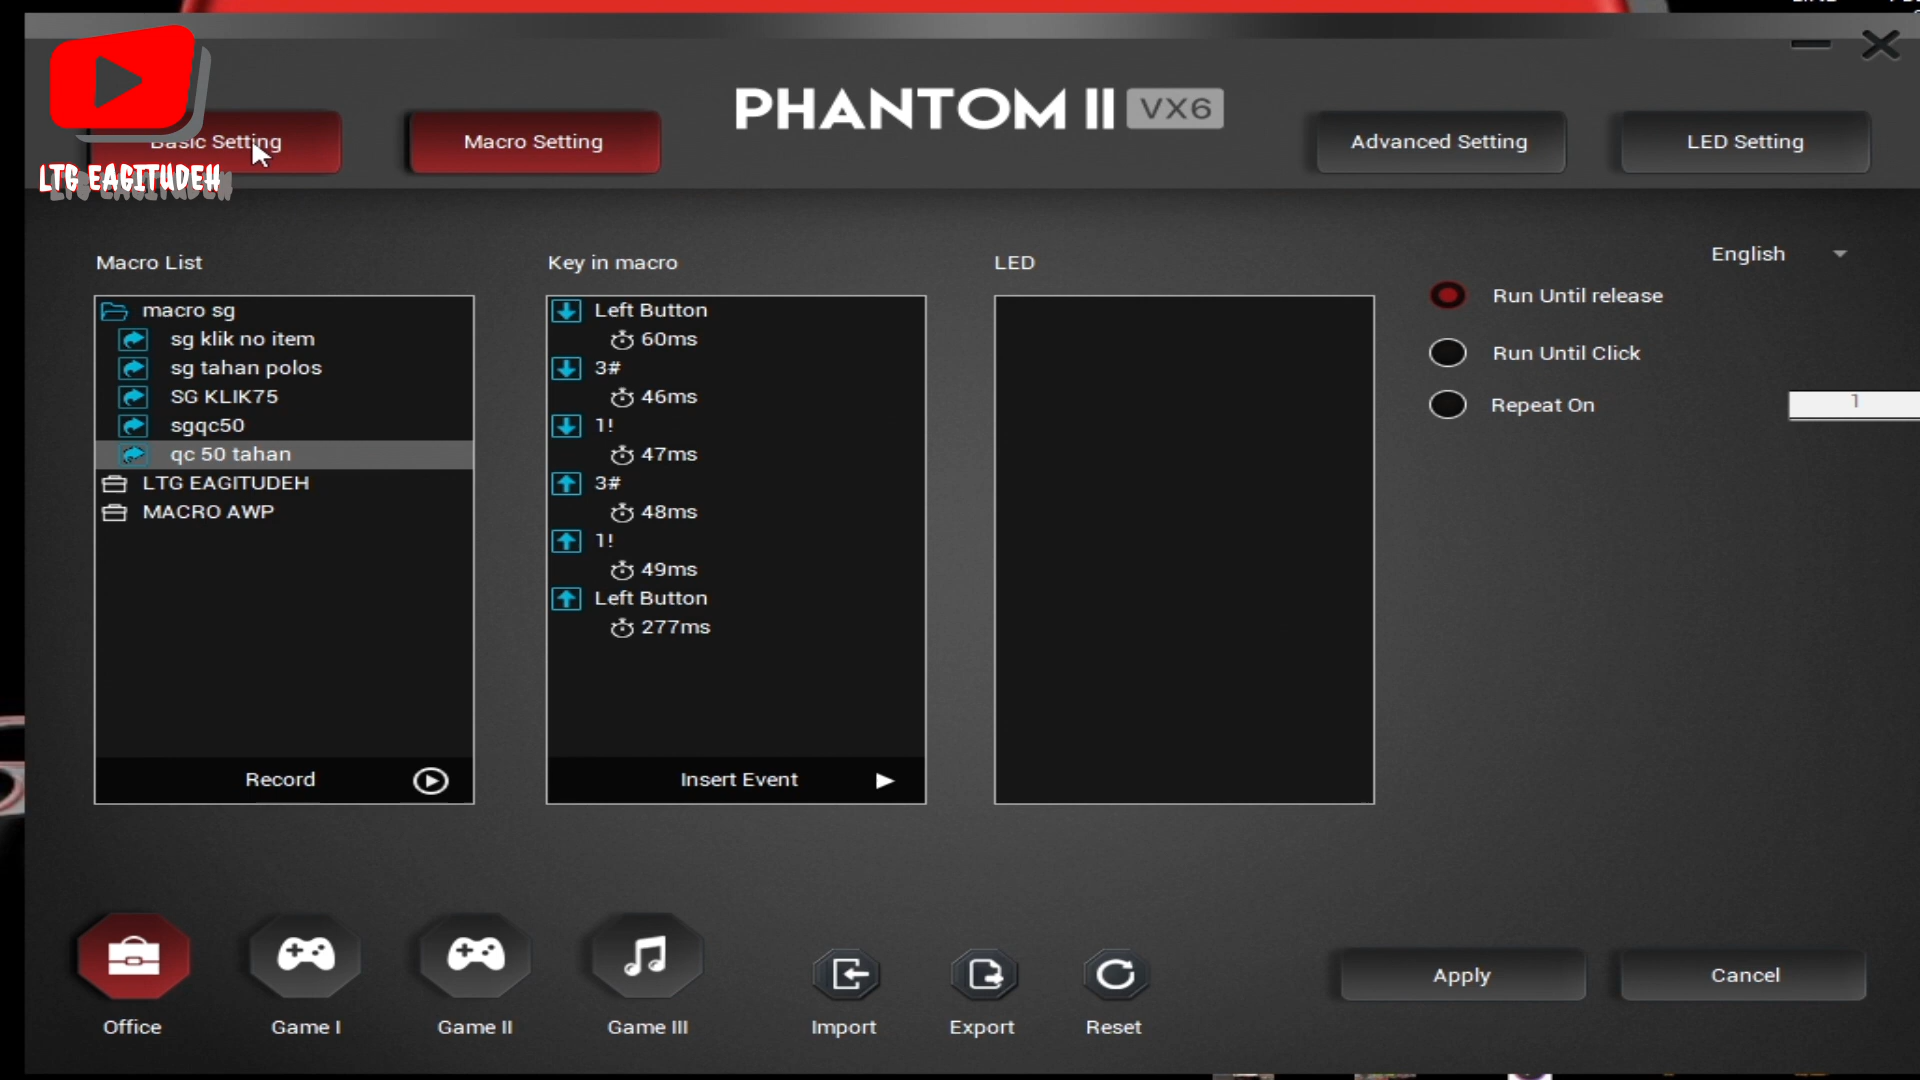 PHANTOM II VX6
Basic Setting
Macro Setting
Advanced Setting
LED Setting
LTG EAGITUDEH
Macro List
Key in macro
LED
English
macro sg
sg klik no item
sg tahan polos
SG KLIK75
sgqc50
qc 50 tahan
LTG EAGITUDEH
MACRO AWP
Record
Left Button
60ms
3#
46ms
1!
47ms
3#
48ms
1!
49ms
Left Button
277ms
Insert Event
Run Until release
Run Until Click
Repeat On
1
Office
Game I
Game II
Game III
Import
Export
Reset
Apply
Cancel